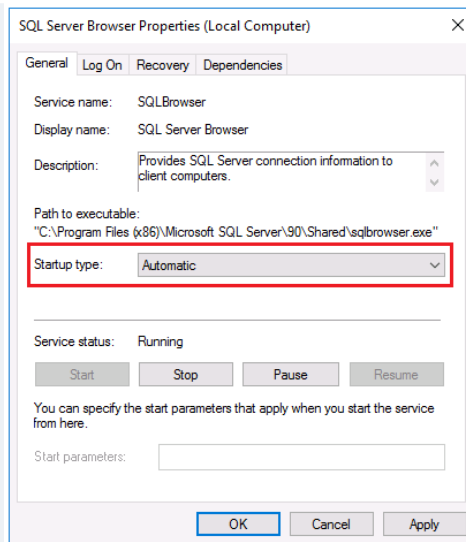 SQL Server Browser Properties (Local Computer)
General Log On Recovery Dependencies
Service name: SQLBrowser
Display name: SQL Server Browser
Description: Provides SQL Server connection information to
client computers.
Path to executable:
"C:\Program Files (x86)\Microsoft SQL Server\90\Shared\sqlbrowser.exe"
Startup type: Automatic
Service status: Running
Start Stop Pause Resume
You can specify the start parameters that apply when you start the service
from here.
Start parameters:
OK Cancel Apply